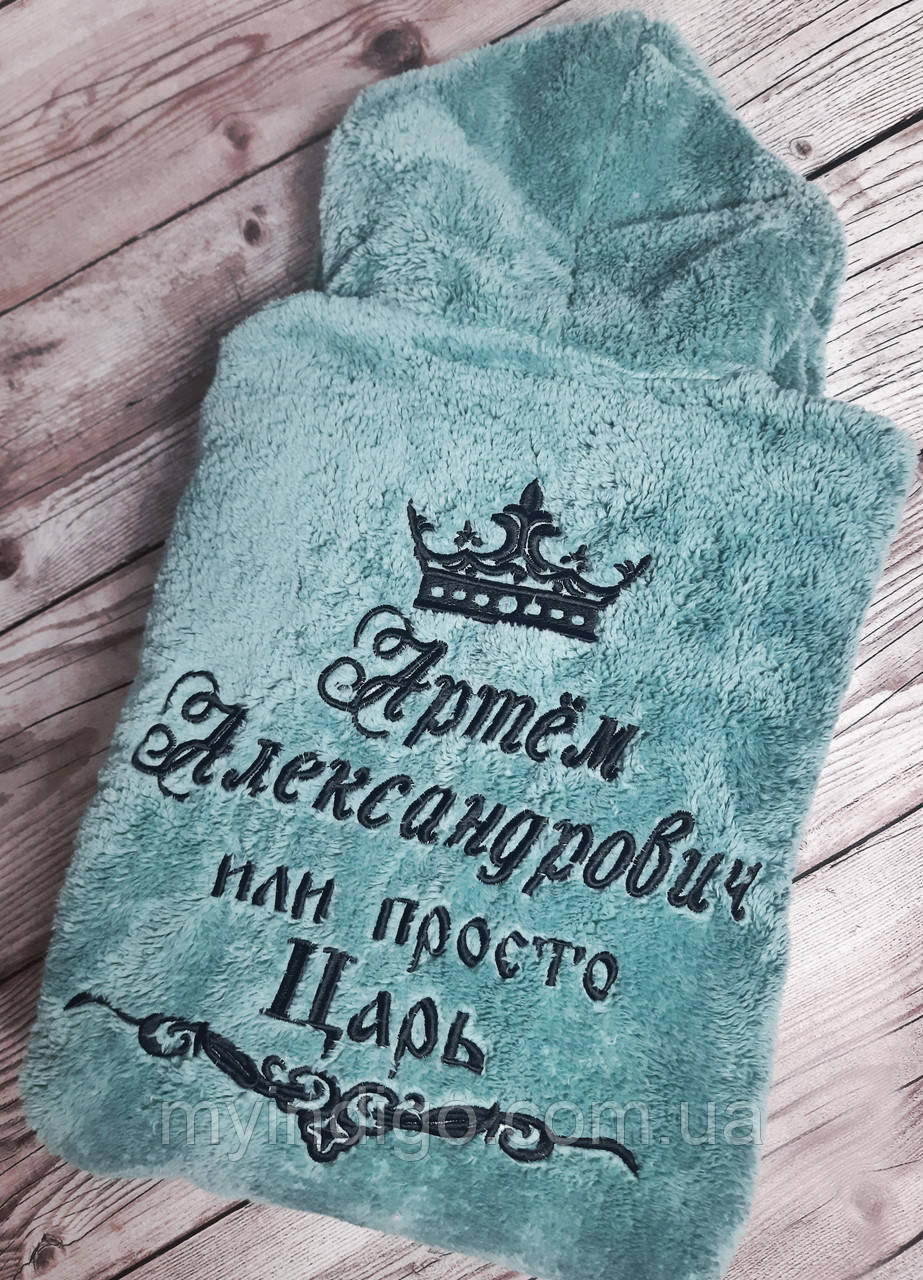 Артём
Александрович
или просто
Царь
myindigo.com.ua